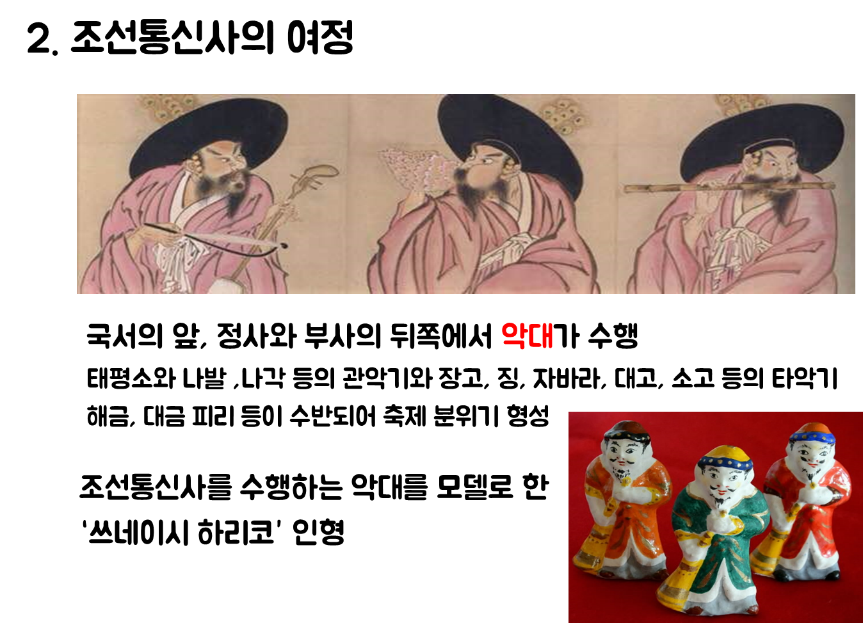 2. 조선통신사의 여정
국서의 앞, 정사와 부사의 뒤쪽에서 악대가 수행
태평소와 나발 ,나각 등의 관악기와 장고, 징, 자바라, 대고, 소고 등의 타악기
해금, 대금 피리 등이 수반되어 축제 분위기 형성
조선통신사를 수행하는 악대를 모델로 한
‘쓰네이시 하리코’ 인형